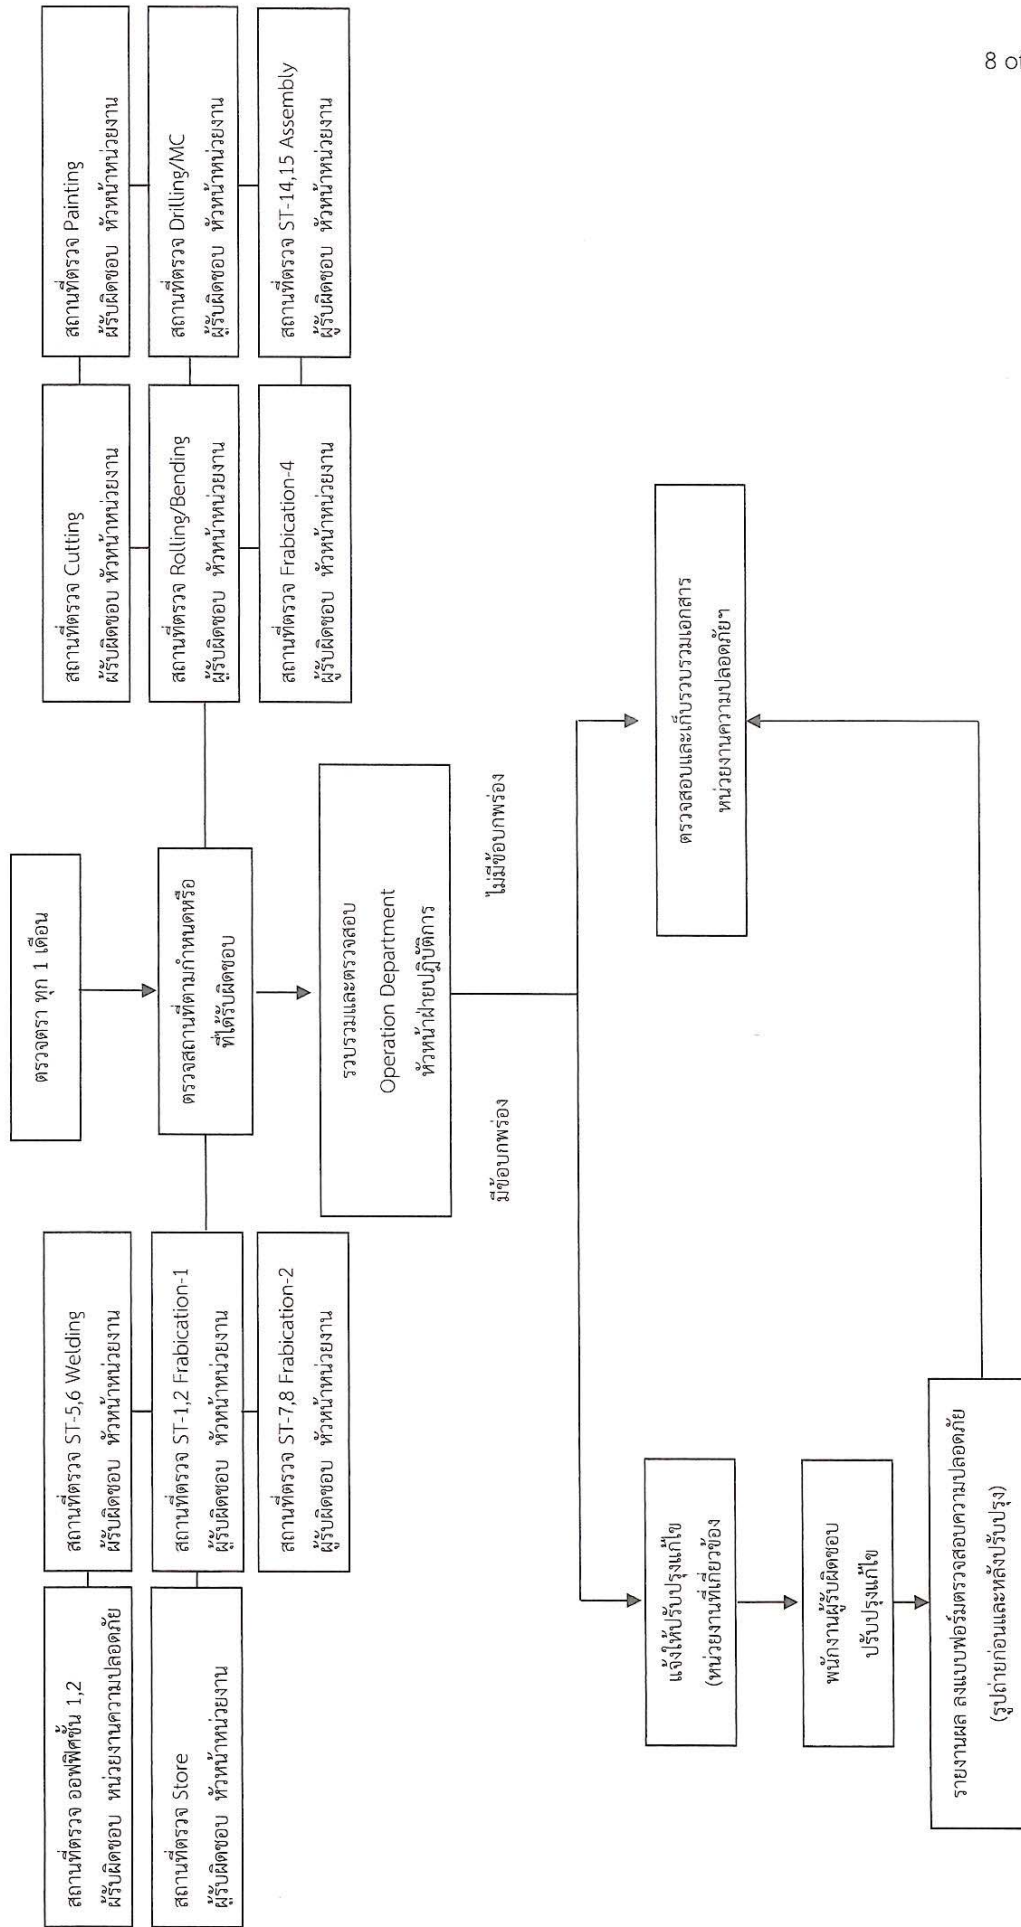 8 of
ตรวจตรา ทุก 1 เดือน
สถานที่ตรวจ ออฟฟิศชั้น 1,2
ผู้รับผิดชอบ หน่วยงานความปลอดภัย
สถานที่ตรวจ ST-5,6 Welding
ผู้รับผิดชอบ หัวหน้าหน่วยงาน
สถานที่ตรวจ Cutting
ผู้รับผิดชอบ หัวหน้าหน่วยงาน
สถานที่ตรวจ Painting
ผู้รับผิดชอบ หัวหน้าหน่วยงาน
สถานที่ตรวจ Store
ผู้รับผิดชอบ หัวหน้าหน่วยงาน
สถานที่ตรวจ ST-1,2 Frabication-1
ผู้รับผิดชอบ หัวหน้าหน่วยงาน
ตรวจสถานที่ตามกำหนดหรือ
ที่ได้รับผิดชอบ
สถานที่ตรวจ Rolling/Bending
ผู้รับผิดชอบ หัวหน้าหน่วยงาน
สถานที่ตรวจ Drilling/MC
ผู้รับผิดชอบ หัวหน้าหน่วยงาน
สถานที่ตรวจ ST-7,8 Frabication-2
ผู้รับผิดชอบ หัวหน้าหน่วยงาน
สถานที่ตรวจ Frabication-4
ผู้รับผิดชอบ หัวหน้าหน่วยงาน
สถานที่ตรวจ ST-14,15 Assembly
ผู้รับผิดชอบ หัวหน้าหน่วยงาน
รวบรวมและตรวจสอบ
Operation Department
หัวหน้าฝ่ายปฏิบัติการ
มีข้อบกพร่อง
ไม่มีข้อบกพร่อง
แจ้งให้ปรับปรุงแก้ไข
(หน่วยงานที่เกี่ยวข้อง
ตรวจสอบและเก็บรวบรวมเอกสาร
หน่วยงานความปลอดภัยฯ
พนักงานผู้รับผิดชอบ
ปรับปรุงแก้ไข
รายงานผล ลงแบบฟอร์มตรวจสอบความปลอดภัย
(รูปถ่ายก่อนและหลังปรับปรุง)